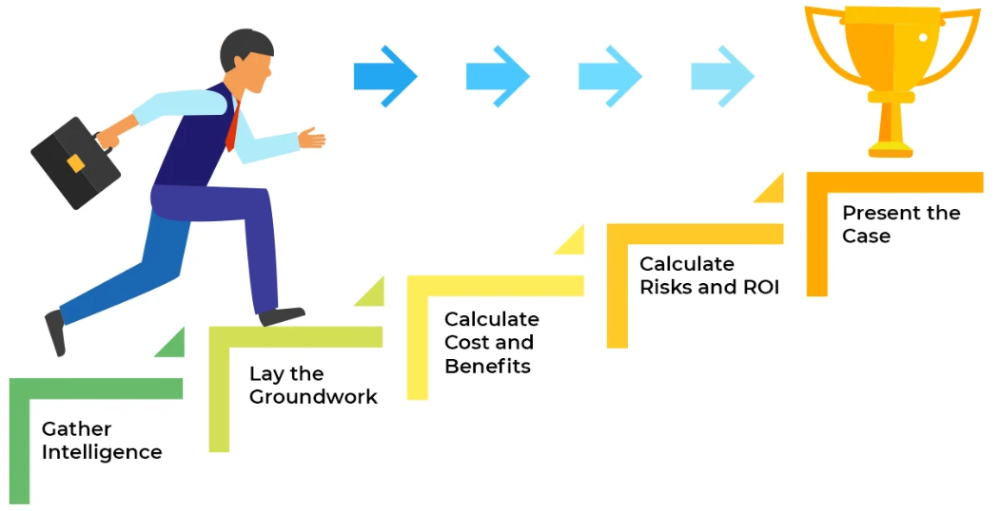 Gather
Intelligence
Lay the
Groundwork
Calculate
Cost and
Benefits
Calculate
Risks and ROI
Present the
Case